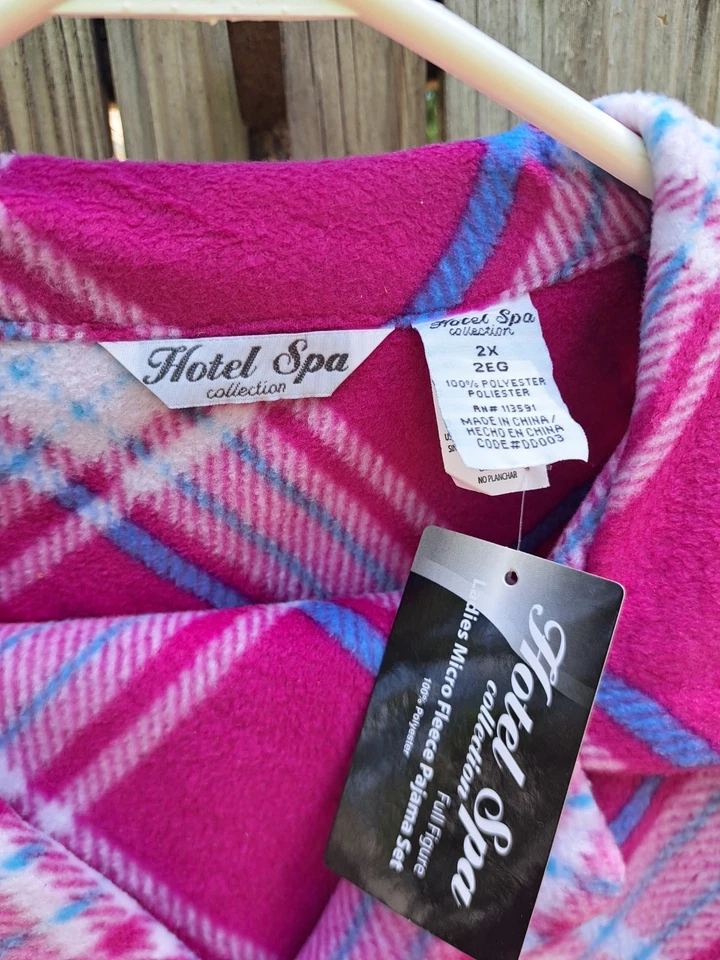 Hotel Spa
collection
Hotel Spa
collection
2X
2EG
100% POLYESTER
POLIESTER
RN# 113591
MADE IN CHINA /
HECHO EN CHINA
CODE#DD003
NO PLANCHAR
Hotel Spa
collection
Ladies Micro Fleece Pajama Set
Full Figure
100% Polyester